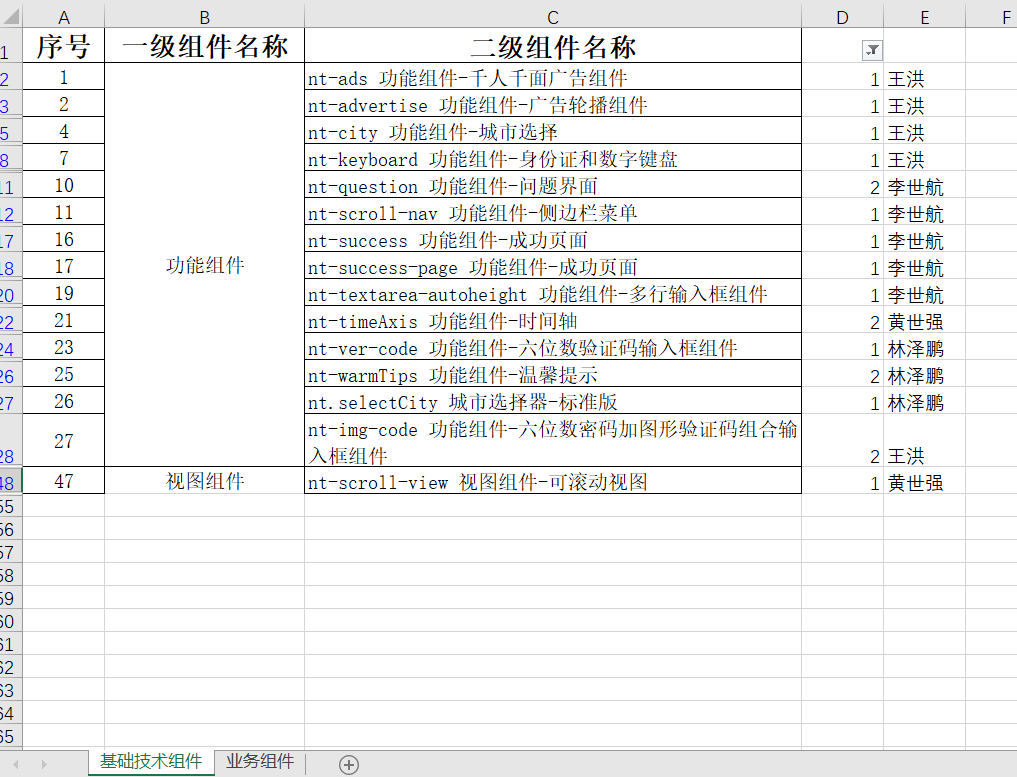 A B C D E F
1 序号 一级组件名称 二级组件名称
2 1 nt-ads 功能组件-千人千面广告组件 1 王洪
3 2 nt-advertise 功能组件-广告轮播组件 1 王洪
5 4 nt-city 功能组件-城市选择 1 王洪
8 7 nt-keyboard 功能组件-身份证和数字键盘 1 王洪
11 10 nt-question 功能组件-问题界面 2 李世航
12 11 nt-scroll-nav 功能组件-侧边栏菜单 1 李世航
17 16 nt-success 功能组件-成功页面 1 李世航
18 17 功能组件 nt-success-page 功能组件-成功页面 1 李世航
20 19 nt-textarea-autoheight 功能组件-多行输入框组件 1 李世航
22 21 nt-timeAxis 功能组件-时间轴 2 黄世强
24 23 nt-ver-code 功能组件-六位数验证码输入框组件 1 林泽鹏
26 25 nt-warmTips 功能组件-温馨提示 2 林泽鹏
27 26 nt.selectCity 城市选择器-标准版 1 林泽鹏
27 nt-img-code 功能组件-六位数密码加图形验证码组合输
28 入框组件 2 王洪
48 47 视图组件 nt-scroll-view 视图组件-可滚动视图 1 黄世强
55
56
57
58
59
60
61
62
63
64
65
基础技术组件 业务组件